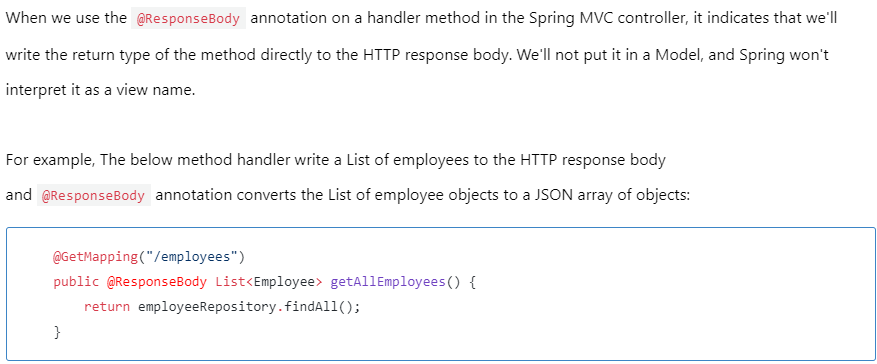 When we use the @ResponseBody annotation on a handler method in the Spring MVC controller, it indicates that we'll
write the return type of the method directly to the HTTP response body. We'll not put it in a Model, and Spring won't
interpret it as a view name.
For example, The below method handler write a List of employees to the HTTP response body
and @ResponseBody annotation converts the List of employee objects to a JSON array of objects:
@GetMapping("/employees")
public @ResponseBody List<Employee> getAllEmployees() {
    return employeeRepository.findAll();
}